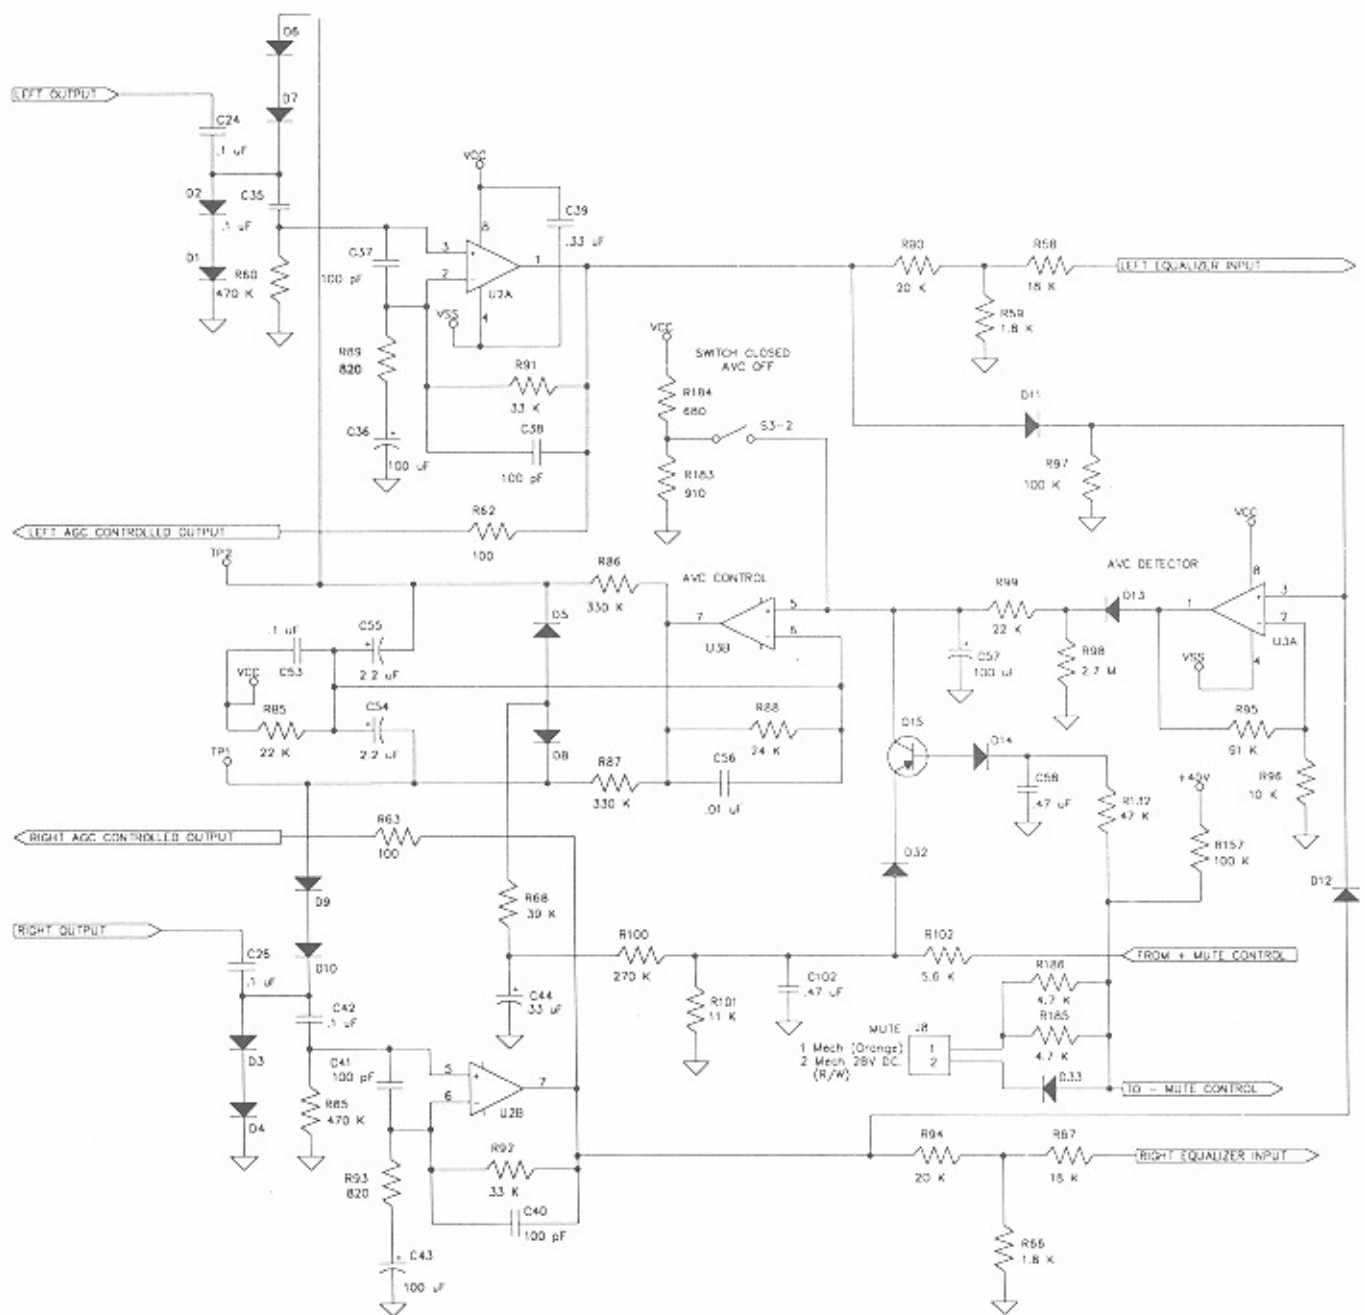 D6
LEFT OUTPUT
D7
C24
.1 uF
VCC
D2
C35
.1 uF
C39
.33 uF
8
3
C37
100 pF
2
1
U2A
D1
R60
470 K
VSS
4
R90
20 K
R58
18 K
LEFT EQUALIZER INPUT
R59
1.8 K
VCC
SWITCH CLOSED
AVC OFF
R89
820
R91
33 K
R184
680
S3-2
D11
C36
100 uF
C38
100 pF
R183
910
R97
100 K
LEFT AGC CONTROLLED OUTPUT
R62
100
VCC
TP2
R86
330 K
AVC CONTROL
AVC DETECTOR
8
D13
3
1
2
U3A
R99
22 K
5
7
6
U3B
D5
.1 uF
C53
C55
2.2 uF
C57
100 uF
R98
2.7 M
VSS
4
VCC
R85
22 K
C54
2.2 uF
R88
24 K
Q15
D14
R95
91 K
TP1
D8
R87
330 K
C56
.01 uF
C58
.47 uF
R132
47 K
+40V
R96
10 K
RIGHT AGC CONTROLLED OUTPUT
R63
100
D32
R157
100 K
D12
D9
R68
39 K
RIGHT OUTPUT
C25
.1 uF
D10
R100
270 K
R102
5.6 K
FROM + MUTE CONTROL
C44
33 uF
R101
11 K
C102
.47 uF
R186
4.7 K
C42
.1 uF
MUTE
J8
R185
4.7 K
1 Mech (Orange)
2 Mech 28V DC.
(R/W)
1
2
D3
C41
100 pF
5
7
6
U2B
D33
TO - MUTE CONTROL
R65
470 K
D4
R92
33 K
R94
20 K
R67
18 K
RIGHT EQUALIZER INPUT
R93
820
C40
100 pF
R66
1.8 K
C43
100 uF